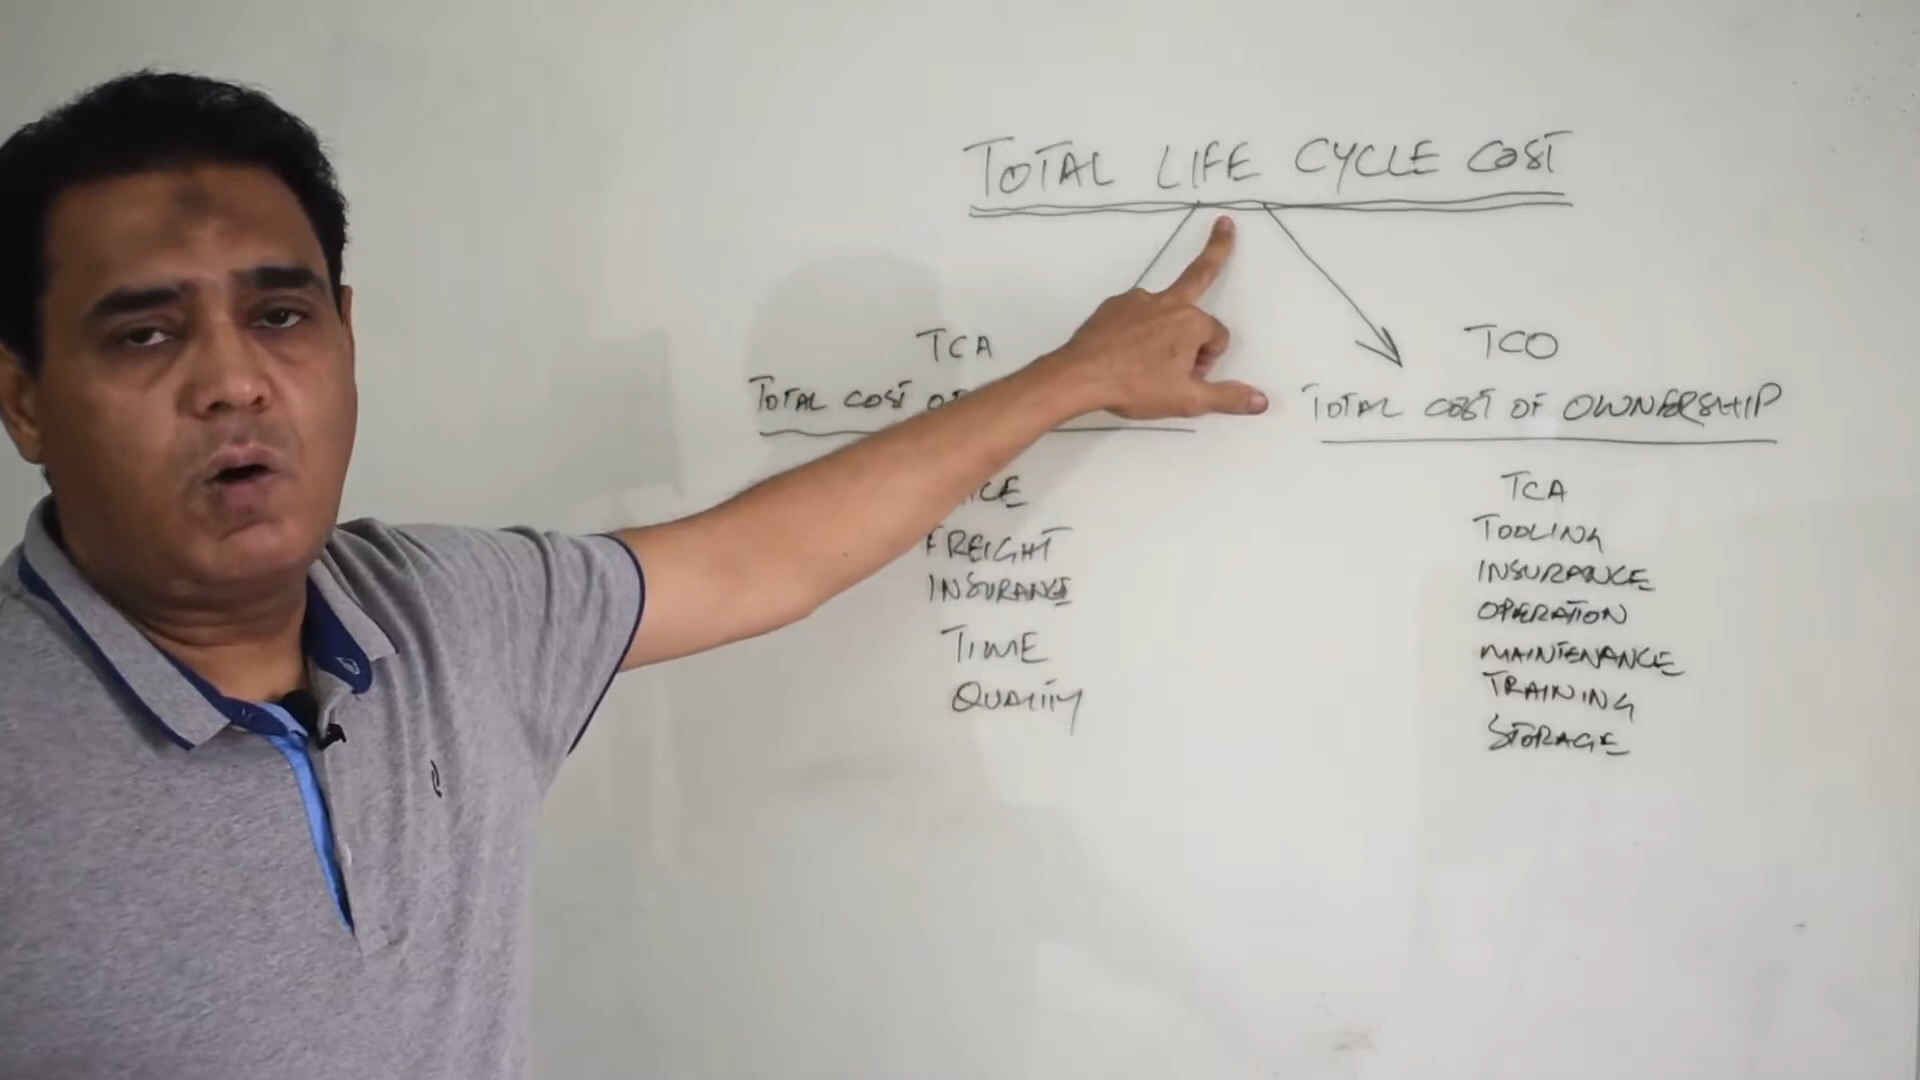 TOTAL LIFE CYCLE COST
TCA
TOTAL COST
TCO
TOTAL COST OF OWNERSHIP
FREIGHT
INSURANCE
TIME
QUALITY
TCA
TOOLING
INSURANCE
OPERATION
MAINTENANCE
TRAINING
STORAGE